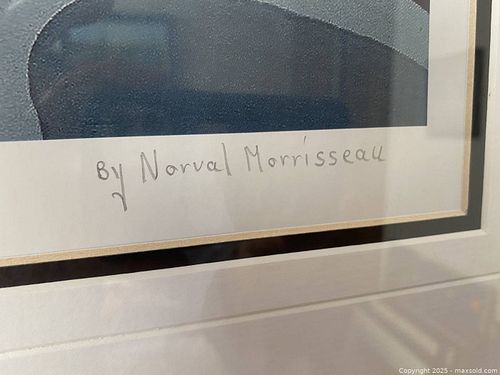 By Norval Morrisseau
Copyright 2025 - maxsold.com